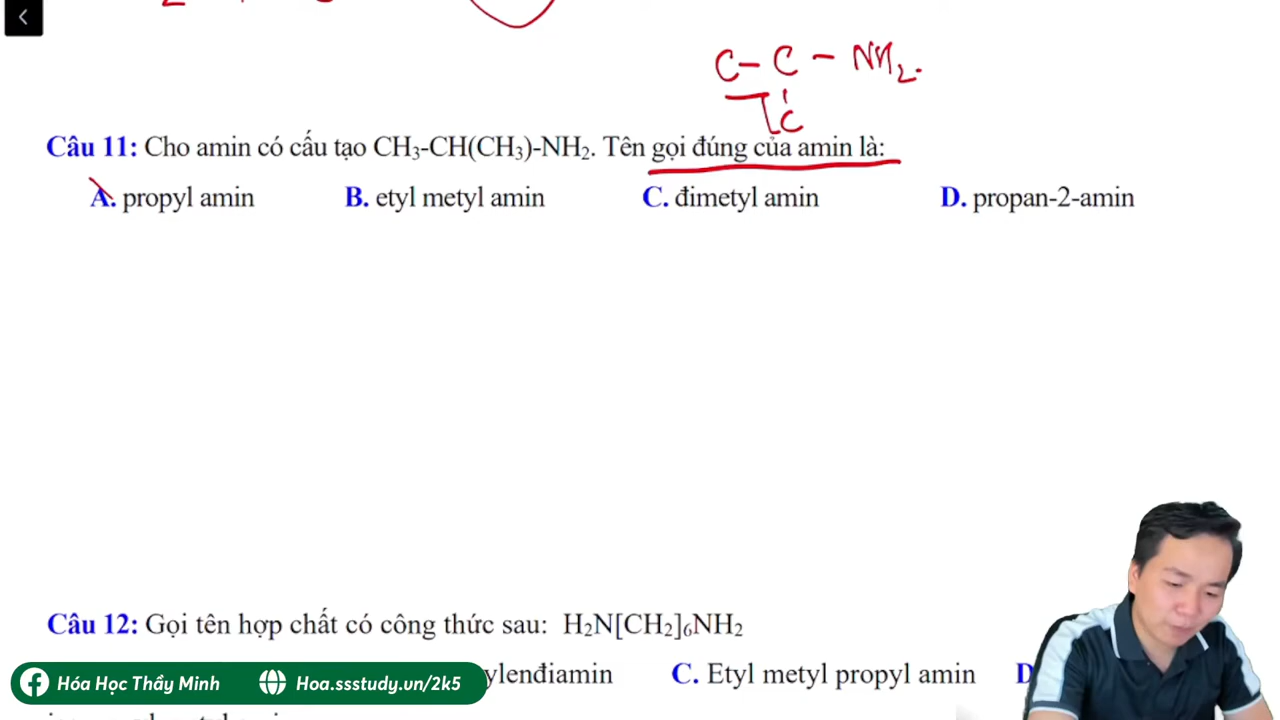 C - C - NH₂.
C
Câu 11: Cho amin có cấu tạo CH₃-CH(CH₃)-NH₂. Tên gọi đúng của amin là:
A. propyl amin B. etyl metyl amin C. đimetyl amin D. propan-2-amin
Câu 12: Gọi tên hợp chất có công thức sau: H₂N[CH₂]₆NH₂
ylenđiamin C. Etyl metyl propyl amin D
Hóa Học Thầy Minh Hoa.ssstudy.vn/2k5